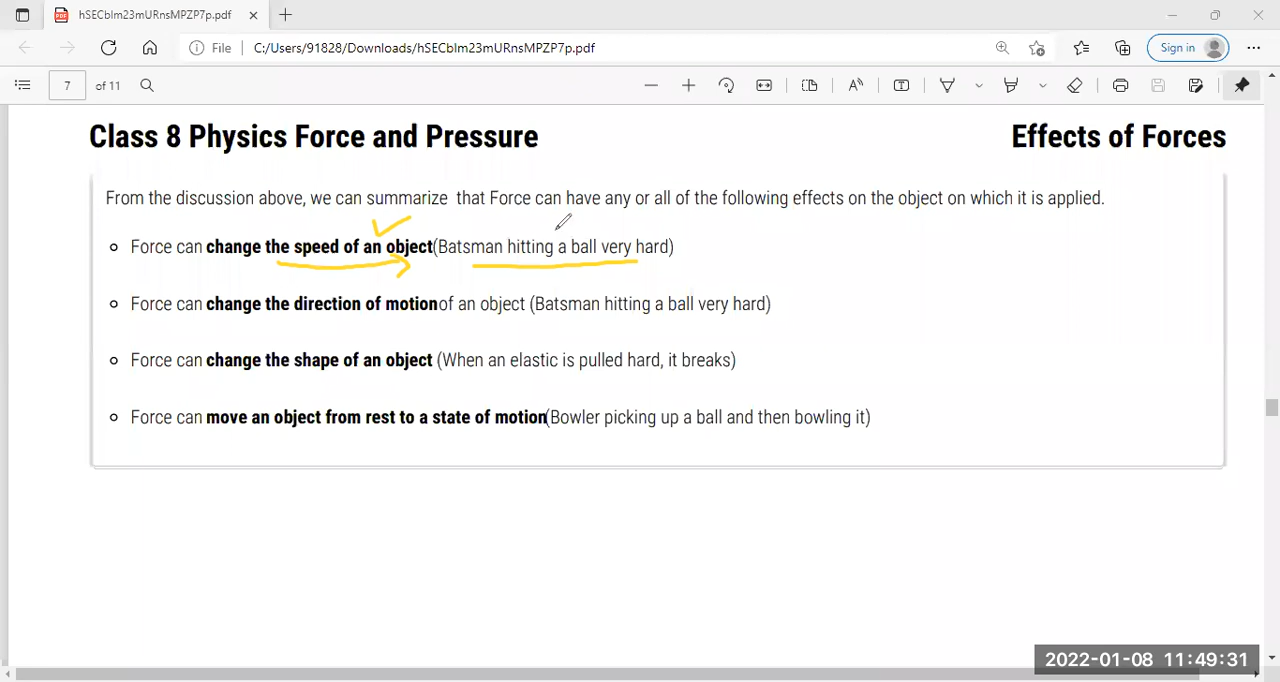 hSECbIm23mURnsMPZP7p.pdf
File C:/Users/91828/Downloads/hSECbIm23mURnsMPZP7p.pdf
Sign in
7 of 11
Class 8 Physics Force and Pressure
Effects of Forces
From the discussion above, we can summarize that Force can have any or all of the following effects on the object on which it is applied.
Force can change the speed of an object(Batsman hitting a ball very hard)
Force can change the direction of motion of an object (Batsman hitting a ball very hard)
Force can change the shape of an object (When an elastic is pulled hard, it breaks)
Force can move an object from rest to a state of motion(Bowler picking up a ball and then bowling it)
2022-01-08 11:49:31